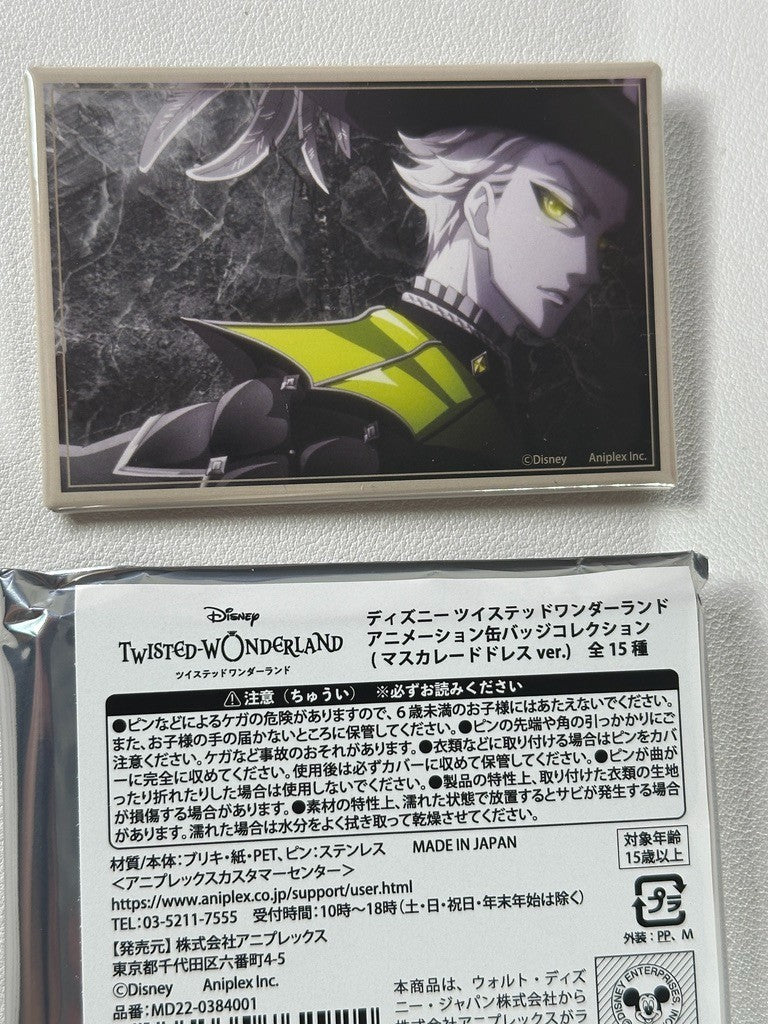 ©Disney Aniplex Inc.
Disney
TWISTED-WONDERLAND
ツイステッドワンダーランド
ディズニー ツイステッドワンダーランド
アニメーション缶バッジコレクション
(マスカレードドレス ver.) 全15種
⚠注意(ちゅうい) ※必ずお読みください
●ピンなどによるケガの危険がありますので、6歳未満のお子様にはあたえないでください。
また、お子様の手の届かないところに保管してください。●ピンの先端や角の引っかかりにご
注意ください。ケガなど事故のおそれがあります。●衣類などに取り付ける場合はピンをカバ
ーに完全に収めてください。使用後は必ずカバーに収めて保管してください。●ピンが曲が
ったり折れたりした場合は使用しないでください。●製品の特性上、取り付けた衣類の生地
が損傷する場合があります。●素材の特性上、濡れた状態で放置するとサビが発生する場合
があります。濡れた場合は水分をよく拭き取って乾燥させてください。
材質/本体:ブリキ・紙・PET、ピン:ステンレス MADE IN JAPAN
<アニプレックスカスタマーセンター>
https://www.aniplex.co.jp/support/user.html
TEL:03-5211-7555 受付時間:10時~18時(土・日・祝日・年末年始は除く)
【発売元】株式会社アニプレックス
東京都千代田区六番町4-5
©Disney Aniplex Inc.
品番:MD22-0384001
対象年齢
15歳以上
プラ
外装:PP、M
本商品は、ウォルト・ディズ
ニー・ジャパン株式会社から
株式会社アニプレックスがラ
DISNEY ENTERPRISES, INC.